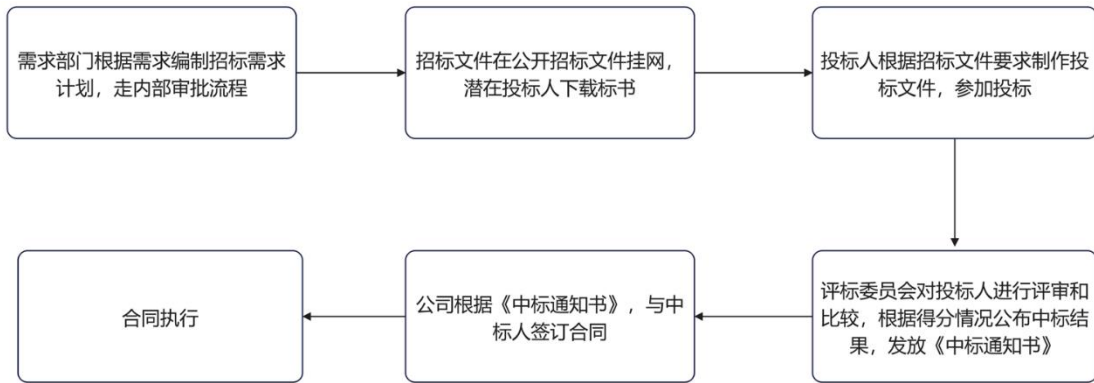 需求部门根据需求编制招标需求
计划，走内部审批流程
招标文件在公开招标文件挂网，
潜在投标人下载标书
投标人根据招标文件要求制作投
标文件，参加投标
评标委员会对投标人进行评审和
比较，根据得分情况公布中标结
果，发放《中标通知书》
公司根据《中标通知书》，与中
标人签订合同
合同执行